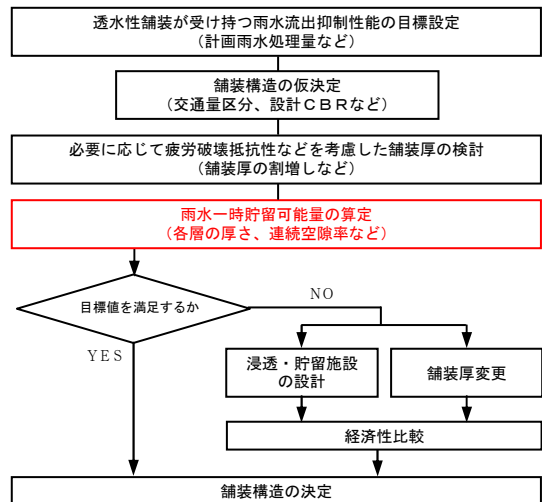 透水性舗装が受け持つ雨水流出抑制性能の目標設定
（計画雨水処理量など）
舗装構造の仮決定
（交通量区分、設計ＣＢＲなど）
必要に応じて疲労破壊抵抗性などを考慮した舗装厚の検討
（舗装厚の割増しなど）
雨水一時貯留可能量の算定
（各層の厚さ、連続空隙率など）
目標値を満足するか
NO
YES
浸透・貯留施設
の設計
舗装厚変更
経済性比較
舗装構造の決定